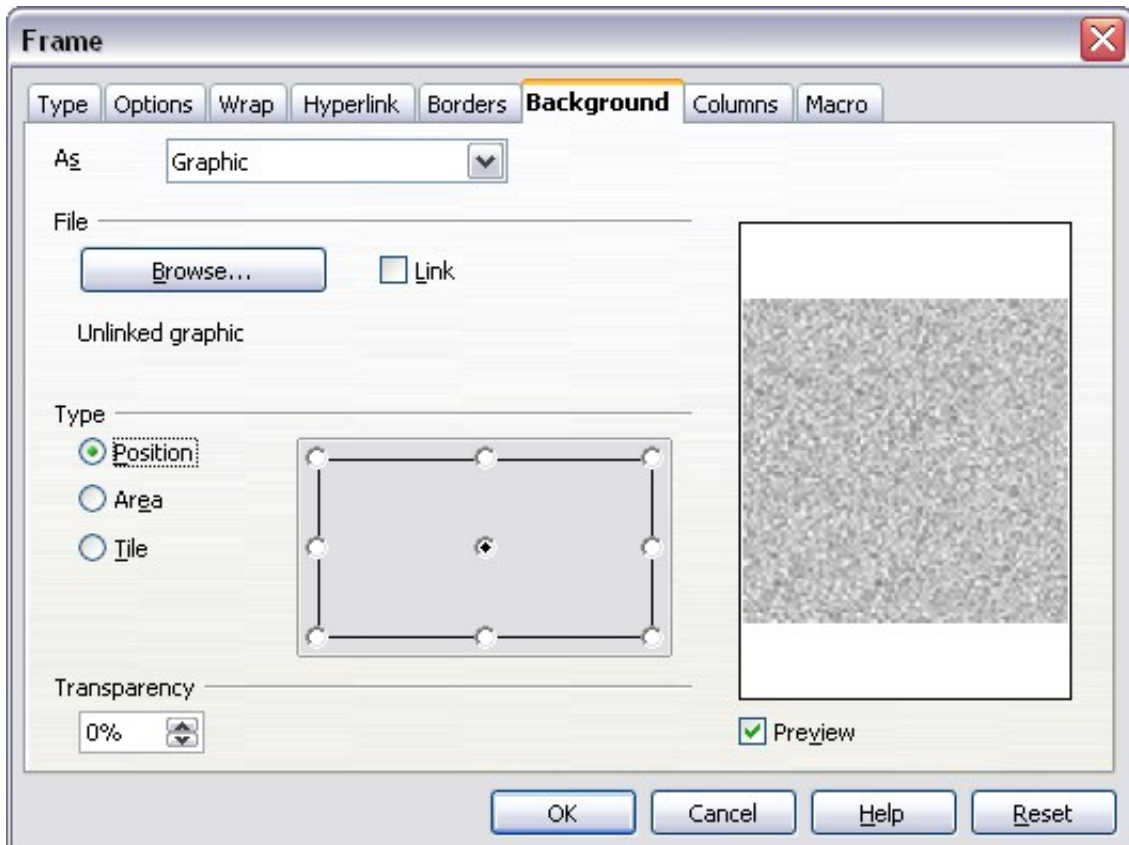 Frame
Type Options Wrap Hyperlink Borders Background Columns Macro
As Graphic
File
Browse... Link
Unlinked graphic
Type
Position
Area
Tile
Transparency
0%
Preview
OK Cancel Help Reset